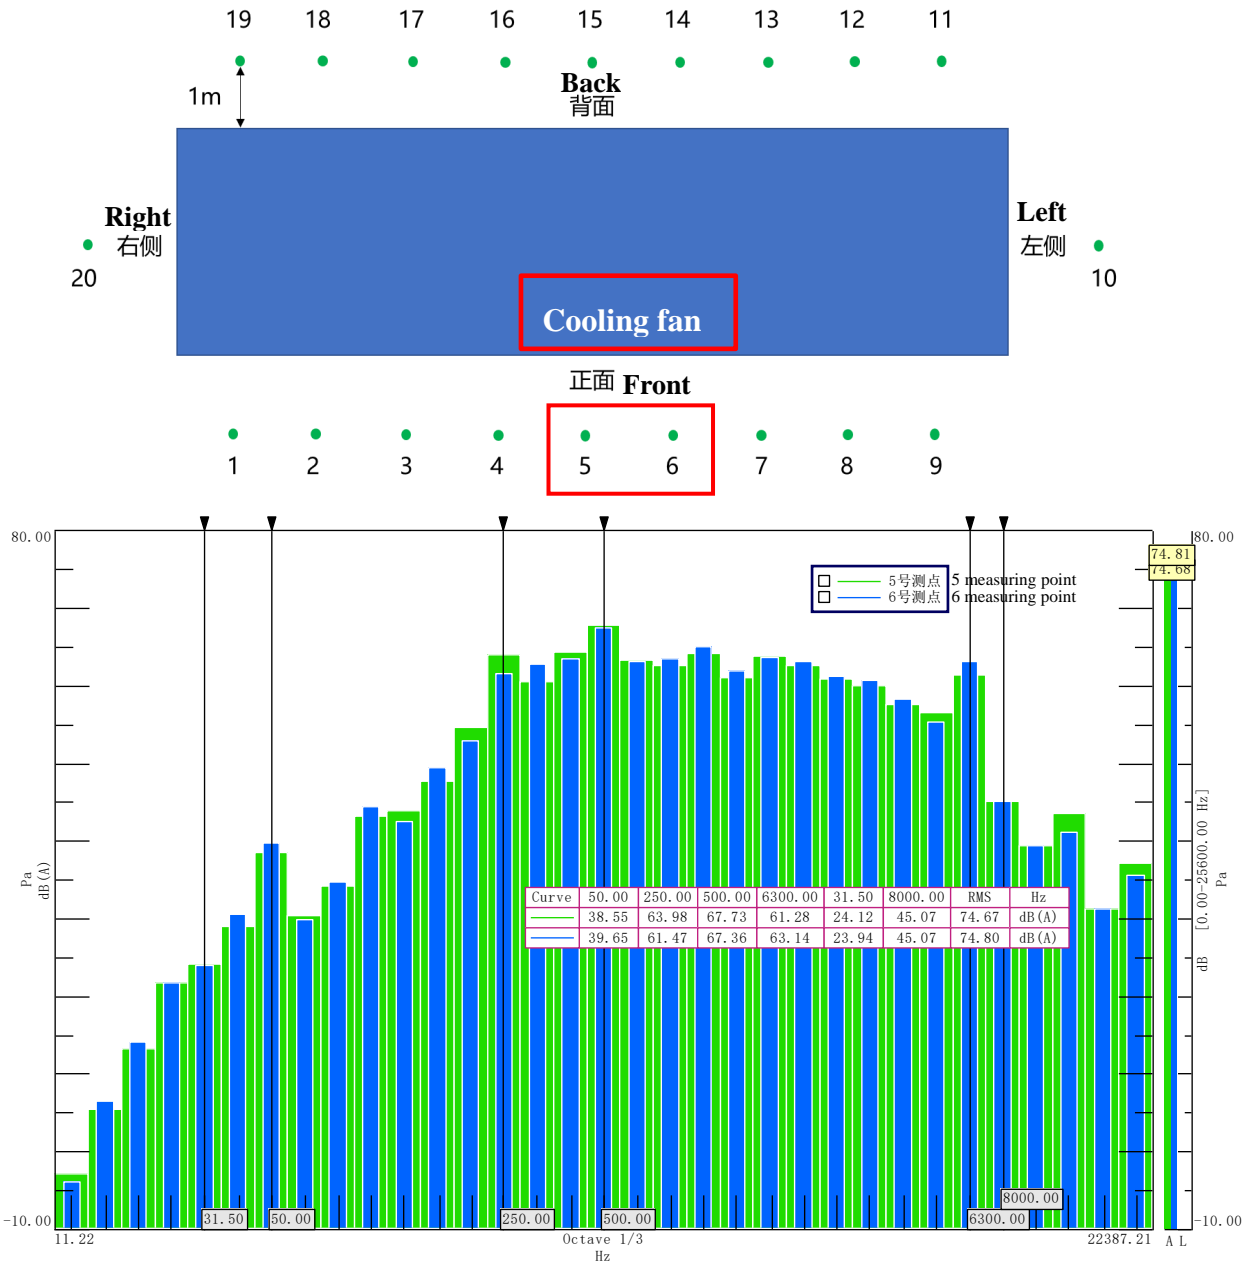 19 18 17 16 15 14 13 12 11
1m
Back
背面
Right
右侧
20
Left
左侧
10
Cooling fan
正面 Front
1 2 3 4 5 6 7 8 9
80.00
80.00
74.81
74.68
5号测点 5 measuring point
6号测点 6 measuring point
Pa
dB(A)
Curve 50.00 250.00 500.00 6300.00 31.50 8000.00 RMS Hz
38.55 63.98 67.73 61.28 24.12 45.07 74.67 dB(A)
39.65 61.47 67.36 63.14 23.94 45.07 74.80 dB(A)
[0.00-25600.00 Hz]
dB
Pa
8000.00
-10.00
31.50 50.00 250.00 500.00 6300.00
-10.00
11.22
Octave 1/3
22387.21
A L
Hz